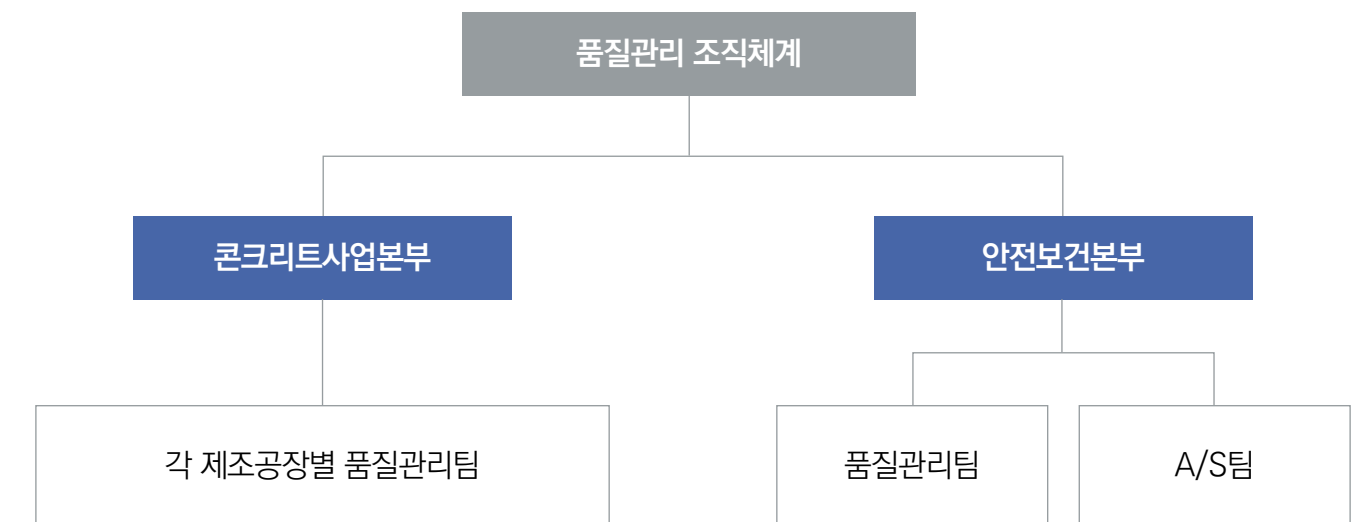 품질관리 조직체계
콘크리트사업본부
안전보건본부
각 제조공장별 품질관리팀
품질관리팀
A/S팀